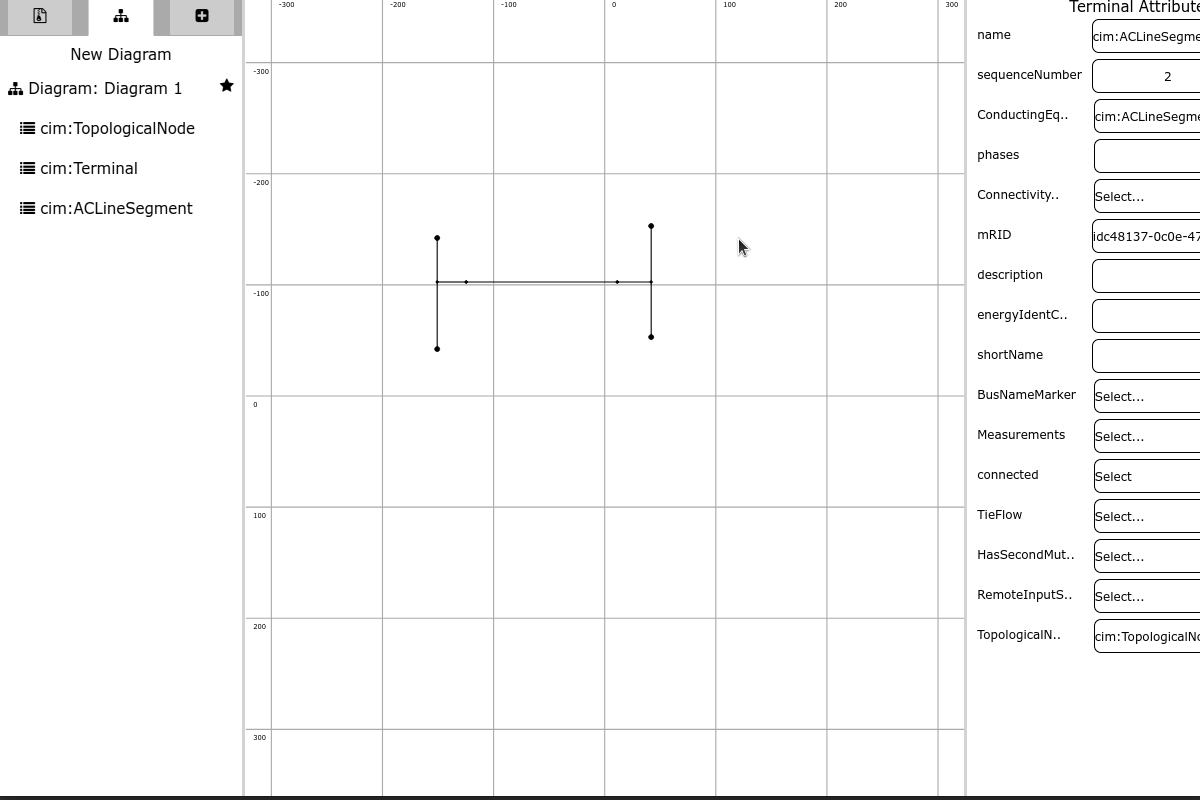 New Diagram
Diagram: Diagram 1
cim:TopologicalNode
cim:Terminal
cim:ACLineSegment
-300 -200 -100 0 100 200 300
-300
-200
-100
0
100
200
300
Terminal Attribute
name cim:ACLineSegme
sequenceNumber 2
ConductingEq.. cim:ACLineSegme
phases
Connectivity.. Select...
mRID idc48137-0c0e-47
description
energyIdentC..
shortName
BusNameMarker Select...
Measurements Select...
connected Select
TieFlow Select...
HasSecondMut.. Select...
RemoteInputS.. Select...
TopologicalN.. cim:TopologicalNo